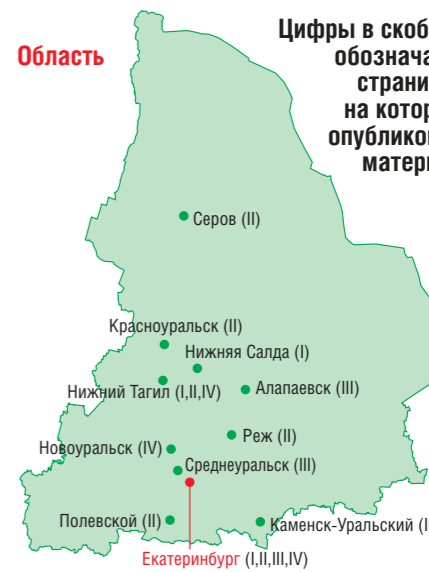 Цифры в скоб
обознача
Область
страни
на котор
опубликов
матери
Серов (II)
Красноуральск (II)
Нижняя Салда (I)
Нижний Тагил (I,II,IV)
Алапаевск (III)
Реж (II)
Новоуральск (IV)
Среднеуральск (III)
Полевской (II)
Каменск-Уральский (I
Екатеринбург (I,II,III,IV)